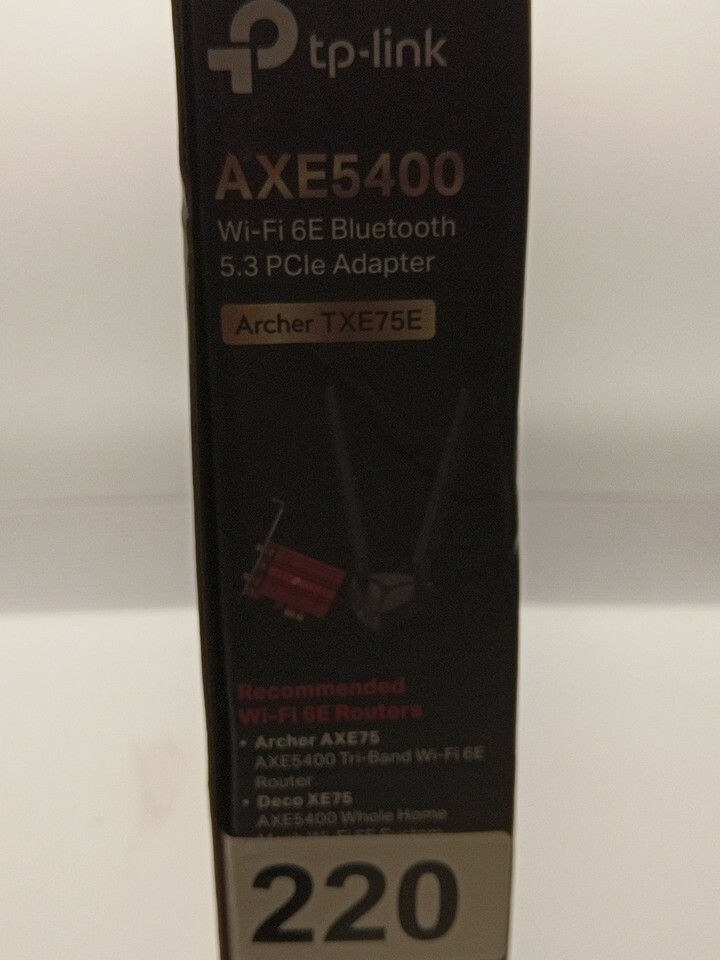 tp-link
AXE5400
Wi-Fi 6E Bluetooth
5.3 PCIe Adapter
Archer TXE75E
Recommended
Wi-Fi 6E Routers
• Archer AXE75
AXE5400 Tri-Band Wi-Fi 6E
Router
• Deco XE75
AXE5400 Whole Home
220